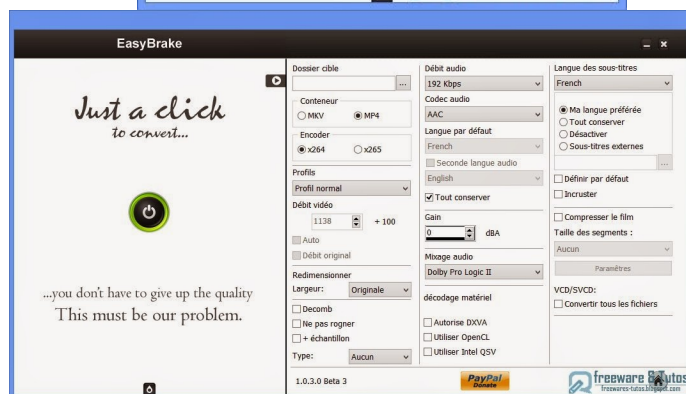 EasyBrake
Just a click
to convert...
...you don't have to give up the quality
This must be our problem.
Dossier cible
...
Conteneur
MKV
MP4
Encoder
x264
x265
Profils
Profil normal
Débit vidéo
1138
+ 100
Auto
Débit original
Redimensionner
Largeur:
Originale
Decomb
Ne pas rogner
+ échantillon
Type:
Aucun
1.0.3.0 Beta 3
Débit audio
192 Kbps
Codec audio
AAC
Langue par défaut
French
Seconde langue audio
English
Tout conserver
Gain
0
dBA
Mixage audio
Dolby Pro Logic II
décodage matériel
Autorise DXVA
Utiliser OpenCL
Utiliser Intel QSV
PayPal
Donate
Langue des sous-titres
French
Ma langue préférée
Tout conserver
Désactiver
Sous-titres externes
...
Définir par défaut
Incruster
Compresser le film
Taille des segments :
Aucun
Paramètres
VCD/SVCD:
Convertir tous les fichiers
freeware & Tutos
freewares-tutos.blogspot.com